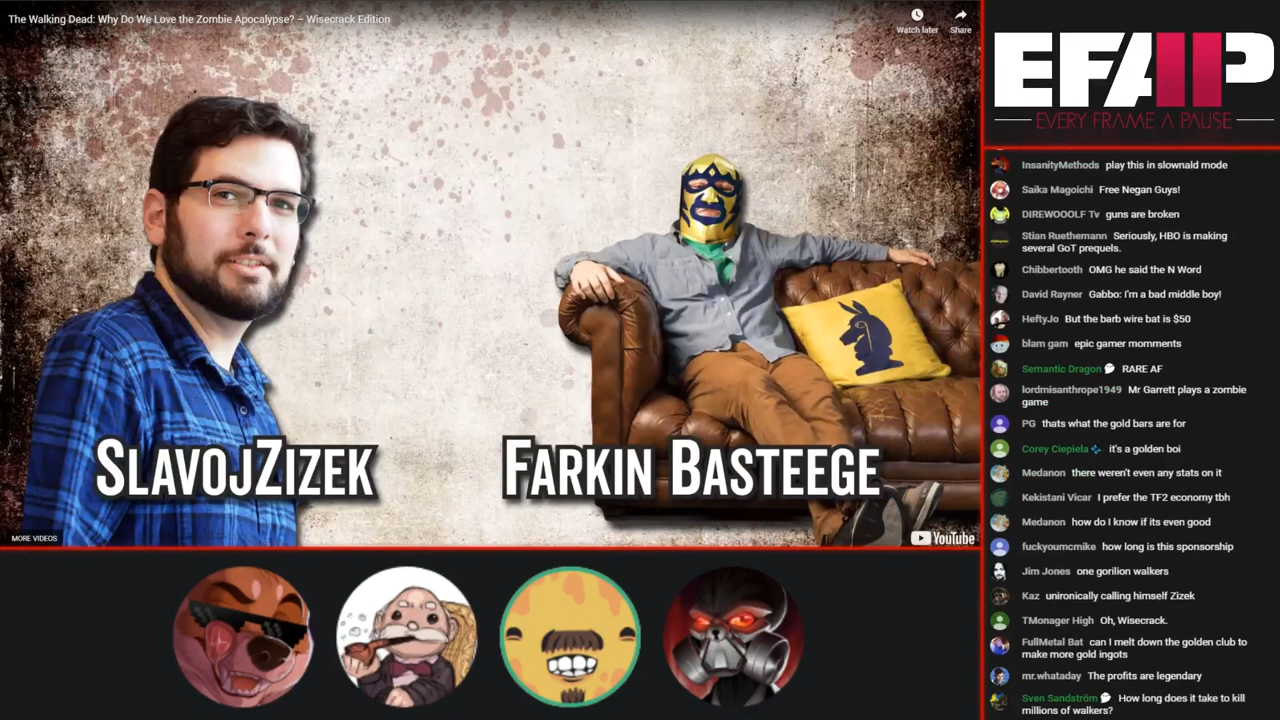 The Walking Dead: Why Do We Love the Zombie Apocalypse? – Wisecrack Edition
Watch later
Share
SLAVOJZIZEK
FARKIN BASTEEGE
MORE VIDEOS
YouTube
EFAP
EVERY FRAME A PAUSE
InsanityMethods play this in slownald mode
Saika Magoichi Free Negan Guys!
DIREWOOOLF Tv guns are broken
Stian Ruethemann Seriously, HBO is making
several GoT prequels.
Chibbertooth OMG he said the N Word
David Rayner Gabbo: I'm a bad middle boy!
HeftyJo But the barb wire bat is $50
blam gam epic gamer momments
Semantic Dragon RARE AF
lordmisanthrope1949 Mr Garrett plays a zombie
game
PG thats what the gold bars are for
Corey Ciepiela it's a golden boi
Medanon there weren't even any stats on it
Kekistani Vicar I prefer the TF2 economy tbh
Medanon how do I know if its even good
fuckyoumcmike how long is this sponsorship
Jim Jones one gorilion walkers
Kaz unironically calling himself Zizek
TMonager High Oh, Wisecrack.
FullMetal Bat can I melt down the golden club to
make more gold ingots
mr.whataday The profits are legendary
Sven Sandström How long does it take to kill
millions of walkers?